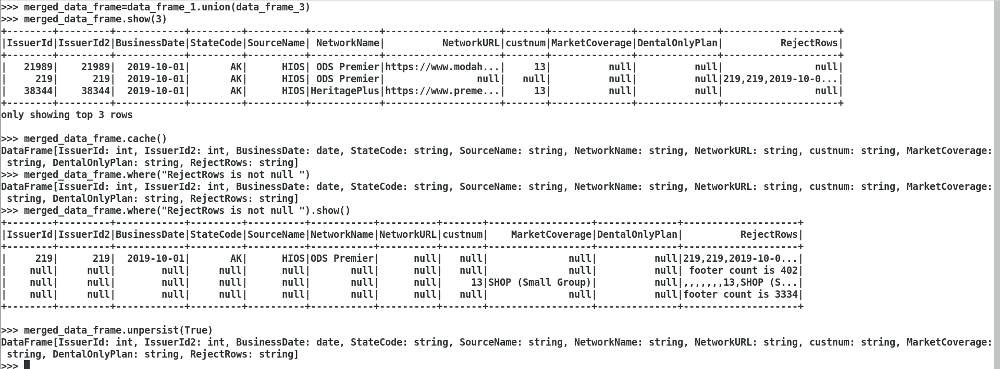 >>> merged_data_frame=data_frame_1.union(data_frame_3)
>>> merged_data_frame.show(3)
+--------+---------+------------+---------+----------+------------+--------------------+-------+--------------+--------------+--------------------+
|IssuerId|IssuerId2|BusinessDate|StateCode|SourceName| NetworkName|          NetworkURL|custnum|MarketCoverage|DentalOnlyPlan|          RejectRows|
+--------+---------+------------+---------+----------+------------+--------------------+-------+--------------+--------------+--------------------+
|   21989|    21989|  2019-10-01|       AK|      HIOS| ODS Premier|https://www.modah...|     13|          null|          null|                null|
|     219|      219|  2019-10-01|       AK|      HIOS| ODS Premier|                null|   null|          null|          null|219,219,2019-10-0...|
|   38344|    38344|  2019-10-01|       AK|      HIOS|HeritagePlus|https://www.preme...|     13|          null|          null|                null|
+--------+---------+------------+---------+----------+------------+--------------------+-------+--------------+--------------+--------------------+
only showing top 3 rows
>>> merged_data_frame.cache()
DataFrame[IssuerId: int, IssuerId2: int, BusinessDate: date, StateCode: string, SourceName: string, NetworkName: string, NetworkURL: string, custnum: string, MarketCoverage:
 string, DentalOnlyPlan: string, RejectRows: string]
>>> merged_data_frame.where("RejectRows is not null ")
DataFrame[IssuerId: int, IssuerId2: int, BusinessDate: date, StateCode: string, SourceName: string, NetworkName: string, NetworkURL: string, custnum: string, MarketCoverage:
 string, DentalOnlyPlan: string, RejectRows: string]
>>> merged_data_frame.where("RejectRows is not null ").show()
+--------+---------+------------+---------+----------+-----------+----------+-------+------------------+--------------+--------------------+
|IssuerId|IssuerId2|BusinessDate|StateCode|SourceName|NetworkName|NetworkURL|custnum|    MarketCoverage|DentalOnlyPlan|          RejectRows|
+--------+---------+------------+---------+----------+-----------+----------+-------+------------------+--------------+--------------------+
|     219|      219|  2019-10-01|       AK|      HIOS|ODS Premier|      null|   null|              null|          null|219,219,2019-10-0...|
|    null|     null|        null|     null|      null|       null|      null|   null|              null|          null| footer count is 402|
|    null|     null|        null|     null|      null|       null|      null|     13|SHOP (Small Group)|          null|,,,,,,,13,SHOP (S...|
|    null|     null|        null|     null|      null|       null|      null|   null|              null|          null|footer count is 3334|
+--------+---------+------------+---------+----------+-----------+----------+-------+------------------+--------------+--------------------+
>>> merged_data_frame.unpersist(True)
DataFrame[IssuerId: int, IssuerId2: int, BusinessDate: date, StateCode: string, SourceName: string, NetworkName: string, NetworkURL: string, custnum: string, MarketCoverage:
 string, DentalOnlyPlan: string, RejectRows: string]
>>>